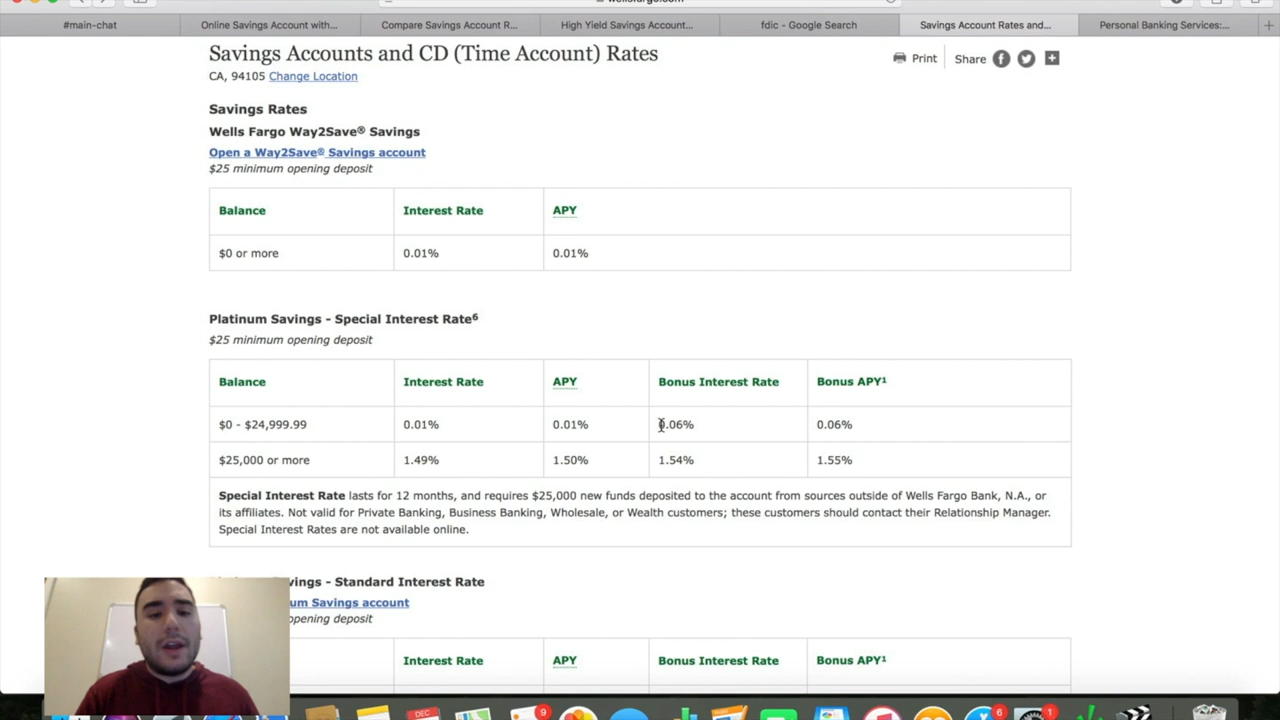 #main-chat
Online Savings Account with...
Compare Savings Account R...
High Yield Savings Account...
fdic - Google Search
Savings Account Rates and...
Personal Banking Services:...
Savings Accounts and CD (Time Account) Rates
Print
Share
CA, 94105 Change Location
Savings Rates
Wells Fargo Way2Save® Savings
Open a Way2Save® Savings account
$25 minimum opening deposit
Balance Interest Rate APY
$0 or more 0.01% 0.01%
Platinum Savings - Special Interest Rate6
$25 minimum opening deposit
Balance Interest Rate APY Bonus Interest Rate Bonus APY1
$0 - $24,999.99 0.01% 0.01% 0.06% 0.06%
$25,000 or more 1.49% 1.50% 1.54% 1.55%
Special Interest Rate lasts for 12 months, and requires $25,000 new funds deposited to the account from sources outside of Wells Fargo Bank, N.A., or
its affiliates. Not valid for Private Banking, Business Banking, Wholesale, or Wealth customers; these customers should contact their Relationship Manager.
Special Interest Rates are not available online.
- Standard Interest Rate
Savings account
opening deposit
Interest Rate APY Bonus Interest Rate Bonus APY1
DEC
9
6
1